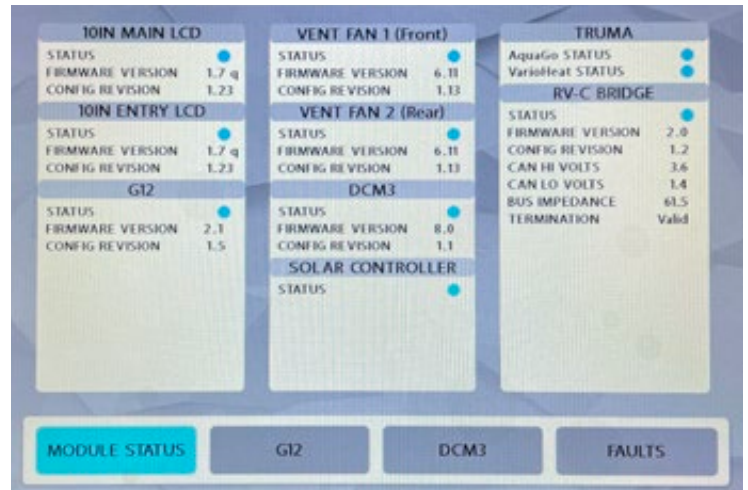 10IN MAIN LCD
STATUS
FIRMWARE VERSION 1.7 q
CONFIG REVISION 1.23
10IN ENTRY LCD
STATUS
FIRMWARE VERSION 1.7 q
CONFIG REVISION 1.23
G12
STATUS
FIRMWARE VERSION 2.1
CONFIG REVISION 1.5
VENT FAN 1 (Front)
STATUS
FIRMWARE VERSION 6.11
CONFIG REVISION 1.13
VENT FAN 2 (Rear)
STATUS
FIRMWARE VERSION 6.11
CONFIG REVISION 1.13
DCM3
STATUS
FIRMWARE VERSION 8.0
CONFIG REVISION 1.1
SOLAR CONTROLLER
STATUS
TRUMA
AquaGo STATUS
VarioHeat STATUS
RV-C BRIDGE
STATUS
FIRMWARE VERSION 2.0
CONFIG REVISION 1.2
CAN HI VOLTS 3.6
CAN LO VOLTS 1.4
BUS IMPEDANCE 61.5
TERMINATION Valid
MODULE STATUS
G12
DCM3
FAULTS